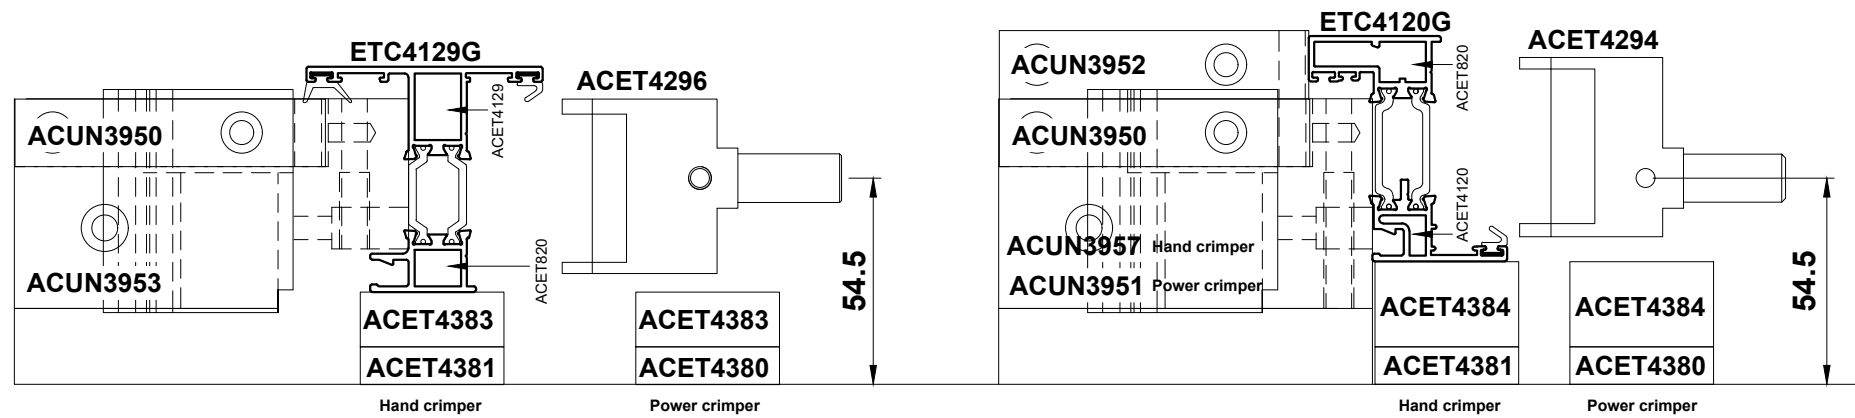 ETC4129G
ACET4296
ACUN3950
ACET4129
ACUN3953
ACET820
54.5
ACET4383
ACET4383
ACET4381
ACET4380
Hand crimper
Power crimper
ETC4120G
ACET4294
ACUN3952
ACET820
ACUN3950
ACET4120
ACUN3957 Hand crimper
ACUN3951 Power crimper
54.5
ACET4384
ACET4384
ACET4381
ACET4380
Hand crimper
Power crimper